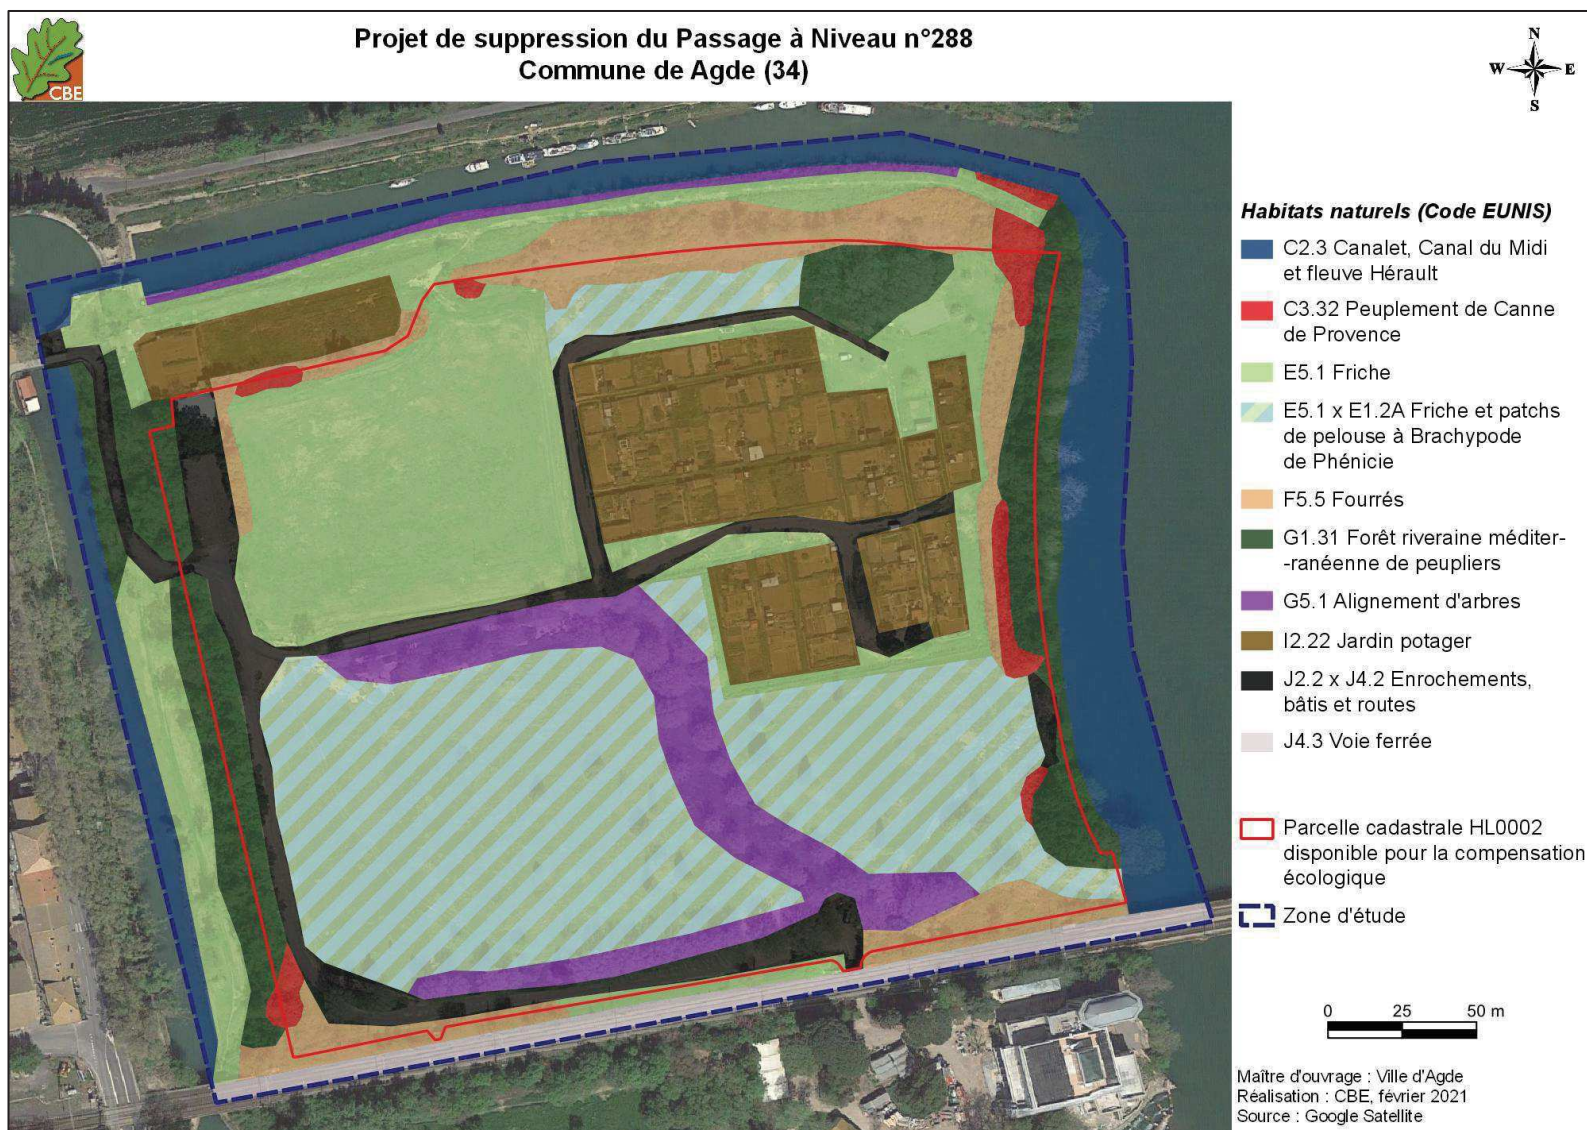 Projet de suppression du Passage à Niveau n°288
Commune de Agde (34)
CBE
N
W
E
S
Habitats naturels (Code EUNIS)
C2.3 Canalet, Canal du Midi
et fleuve Hérault
C3.32 Peuplement de Canne
de Provence
E5.1 Friche
E5.1 x E1.2A Friche et patchs
de pelouse à Brachypode
de Phénicie
F5.5 Fourrés
G1.31 Forêt riveraine méditer-
-ranéenne de peupliers
G5.1 Alignement d'arbres
I2.22 Jardin potager
J2.2 x J4.2 Enrochements,
bâtis et routes
J4.3 Voie ferrée
Parcelle cadastrale HL0002
disponible pour la compensation
écologique
Zone d'étude
0 25 50 m
Maître d'ouvrage : Ville d'Agde
Réalisation : CBE, février 2021
Source : Google Satellite